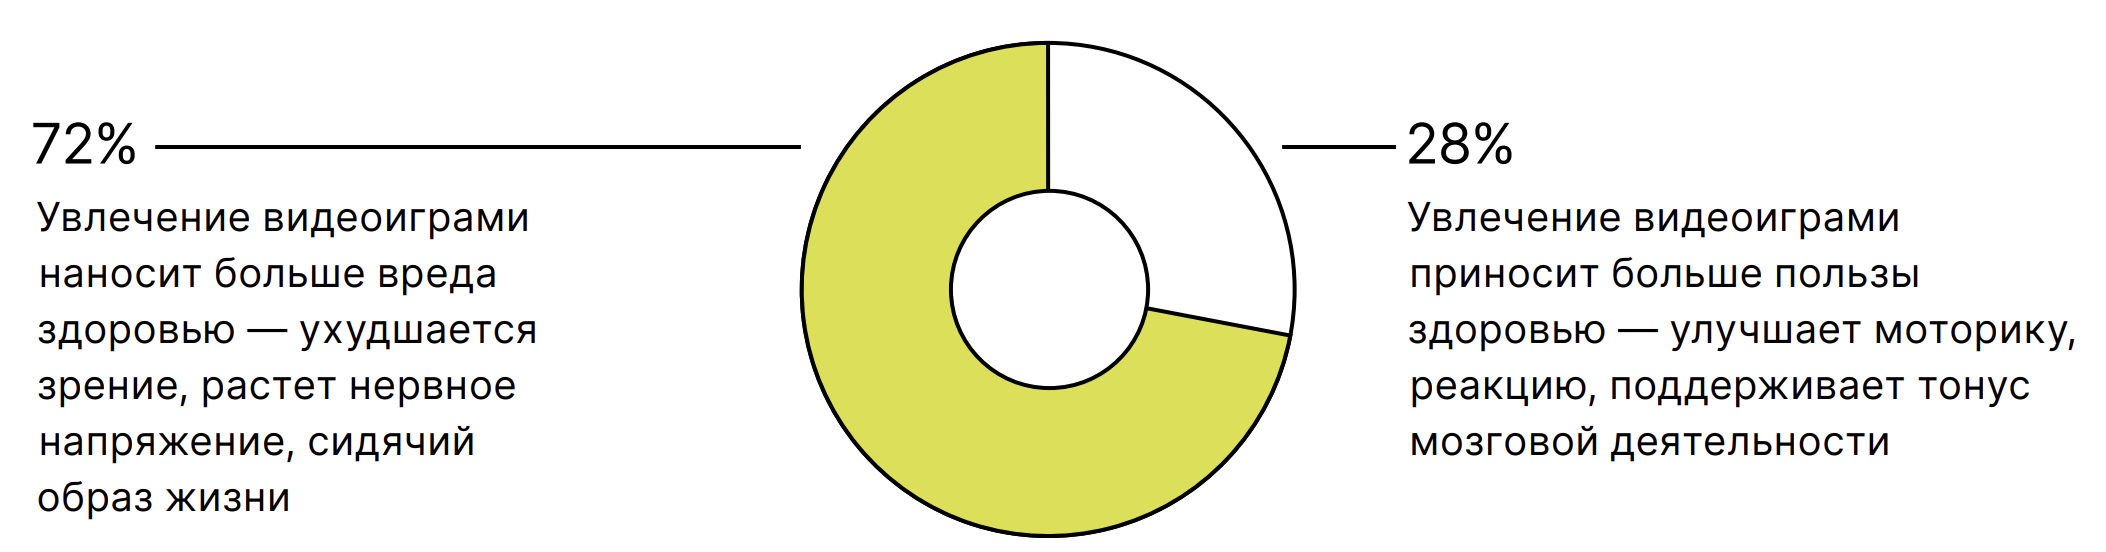 72%
Увлечение видеоиграми
наносит больше вреда
здоровью — ухудшается
зрение, растет нервное
напряжение, сидячий
образ жизни
28%
Увлечение видеоиграми
приносит больше пользы
здоровью — улучшает моторику,
реакцию, поддерживает тонус
мозговой деятельности